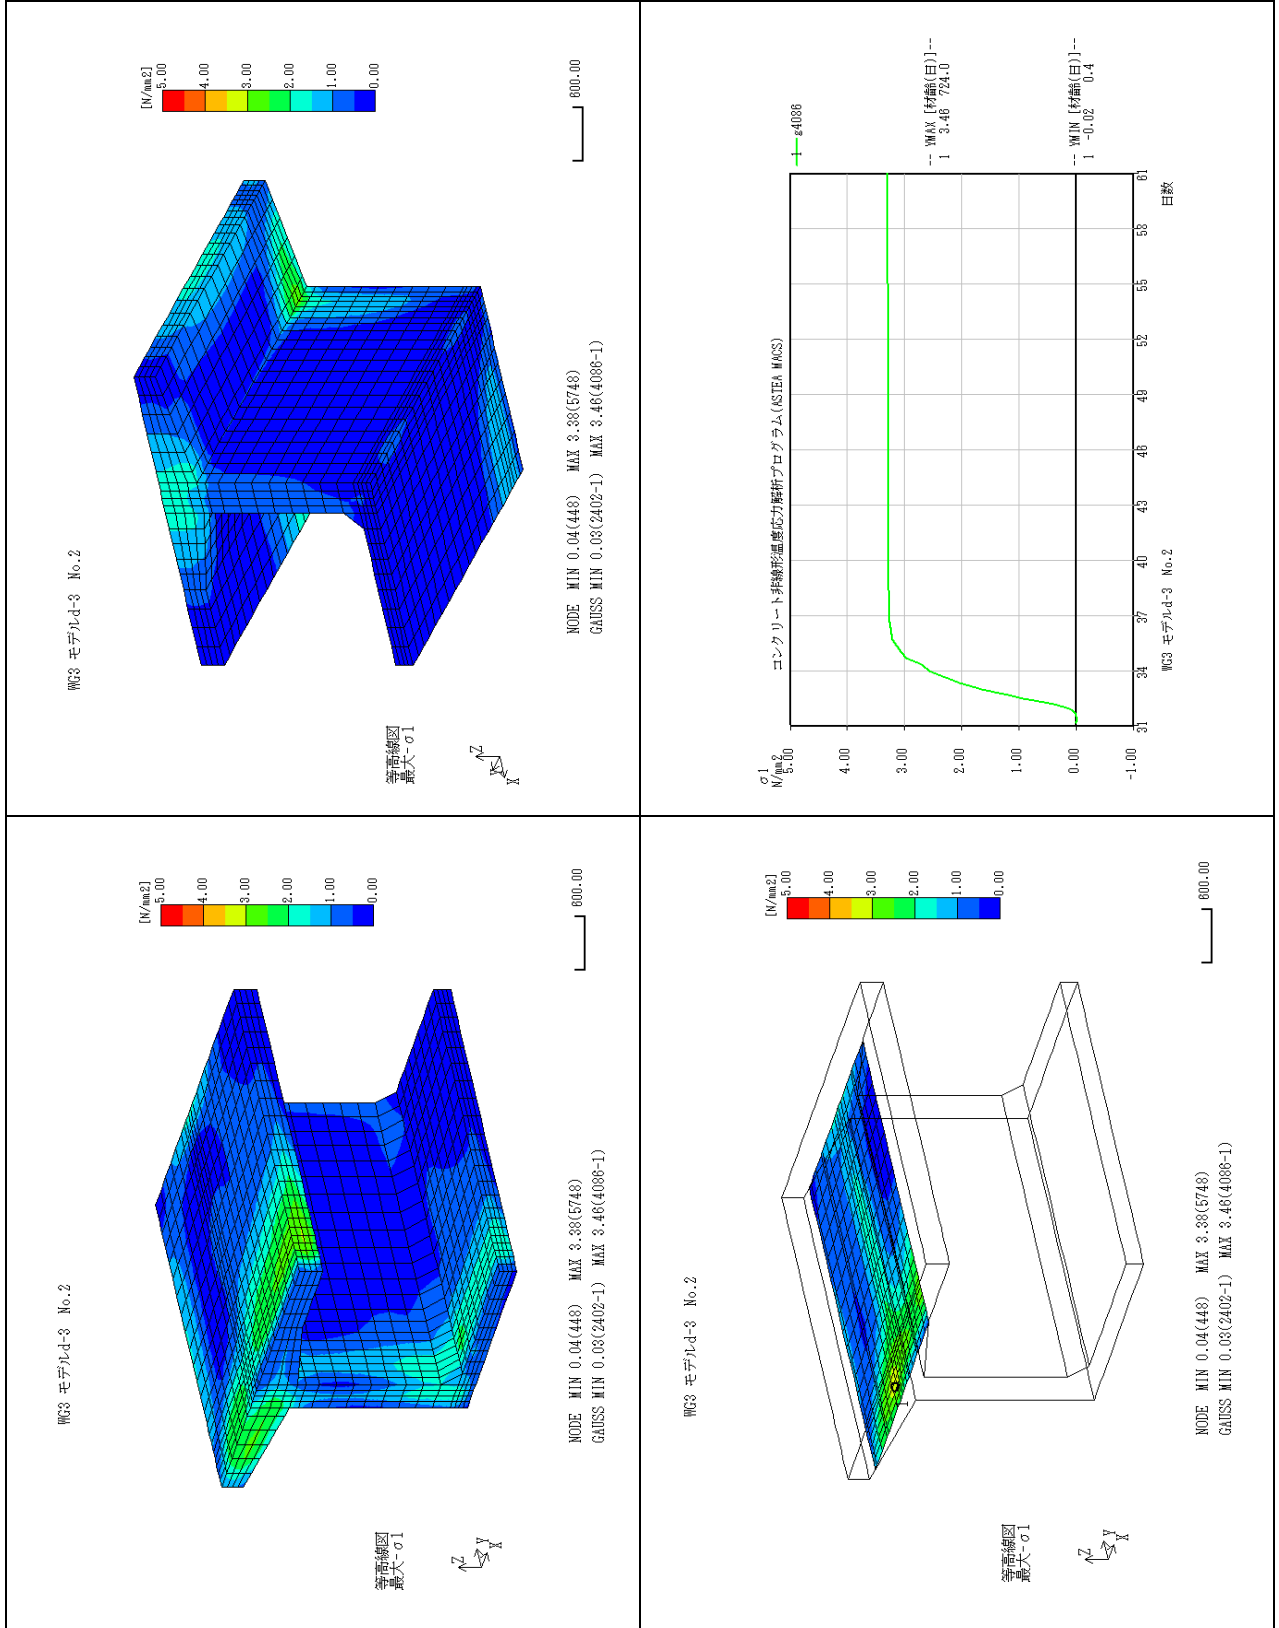 WG3 モデルd-3 No.2
[N/mm2]
5.00
4.00
3.00
2.00
1.00
0.00
600.00
等高線図
最大-σ1
Z
Y
X
NODE MIN 0.04(448) MAX 3.38(5748)
GAUSS MIN 0.03(2402-1) MAX 3.46(4086-1)
WG3 モデルd-3 No.2
[N/mm2]
5.00
4.00
3.00
2.00
1.00
0.00
600.00
等高線図
最大-σ1
Z
Y
X
NODE MIN 0.04(448) MAX 3.38(5748)
GAUSS MIN 0.03(2402-1) MAX 3.46(4086-1)
WG3 モデルd-3 No.2
[N/mm2]
5.00
4.00
3.00
2.00
1.00
0.00
600.00
1
等高線図
最大-σ1
Z
Y
X
NODE MIN 0.04(448) MAX 3.38(5748)
GAUSS MIN 0.03(2402-1) MAX 3.46(4086-1)
コンクリート非線形温度応力解析プログラム(ASTEA MACS)
σ1
N/mm2
5.00
4.00
3.00
2.00
1.00
0.00
-1.00
1 g4086
-- YMAX [材齢(日)]--
1 3.46 724.0
-- YMIN [材齢(日)]--
1 -0.02 0.4
31 34 37 40 43 46 49 52 55 58 61
日数
WG3 モデルd-3 No.2